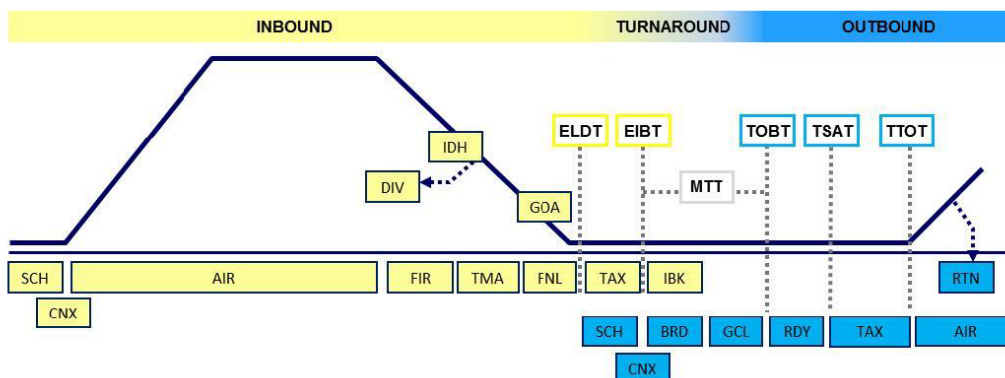 INBOUND TURNAROUND OUTBOUND
ELDT EIBT TOBT TSAT TTOT
IDH
DIV MTT
GOA
SCH AIR FIR TMA FNL TAX IBK RTN
CNX
SCH BRD GCL RDY TAX AIR
CNX